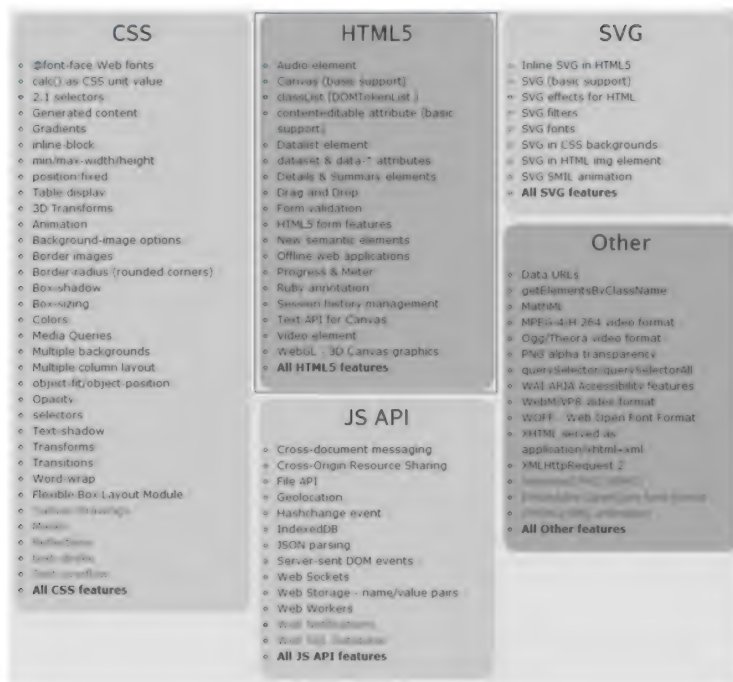 CSS
@font-face Web fonts
calc() as CSS unit value
2.1 selectors
Generated content
Gradients
inline-block
min/max-width/height
position:fixed
Table display
3D Transforms
Animation
Background-image options
Border images
Border-radius (rounded corners)
Box-shadow
Box-sizing
Colors
Media Queries
Multiple backgrounds
Multiple column layout
object-fit/object-position
Opacity
selectors
Text-shadow
Transforms
Transitions
Word-wrap
Flexible Box Layout Module
All CSS features
HTML5
Audio element
Canvas (basic support)
classList (DOMTokenList )
contenteditable attribute (basic
support)
Datalist element
dataset & data-* attributes
Details & Summary elements
Drag and Drop
Form validation
HTML5 form features
New semantic elements
Offline web applications
Progress & Meter
Ruby annotation
Session history management
Text API for Canvas
Video element
WebGL - 3D Canvas graphics
All HTML5 features
JS API
Cross-document messaging
Cross-Origin Resource Sharing
File API
Geolocation
Hashchange event
IndexedDB
JSON parsing
Server-sent DOM events
Web Sockets
Web Storage - name/value pairs
Web Workers
Web Notifications
Web SQL Database
All JS API features
SVG
Inline SVG in HTML5
SVG (basic support)
SVG effects for HTML
SVG filters
SVG fonts
SVG in CSS backgrounds
SVG in HTML img element
SVG SMIL animation
All SVG features
Other
Data URLs
getElementsByClassName
MathML
MPEG-4/H.264 video format
Ogg/Theora video format
PNG alpha transparency
querySelector/querySelectorAll
WAI-ARIA Accessibility features
WebM/VP8 video format
WOFF - Web Open Font Format
XHTML served as
application/xhtml+xml
XMLHttpRequest 2
All Other features